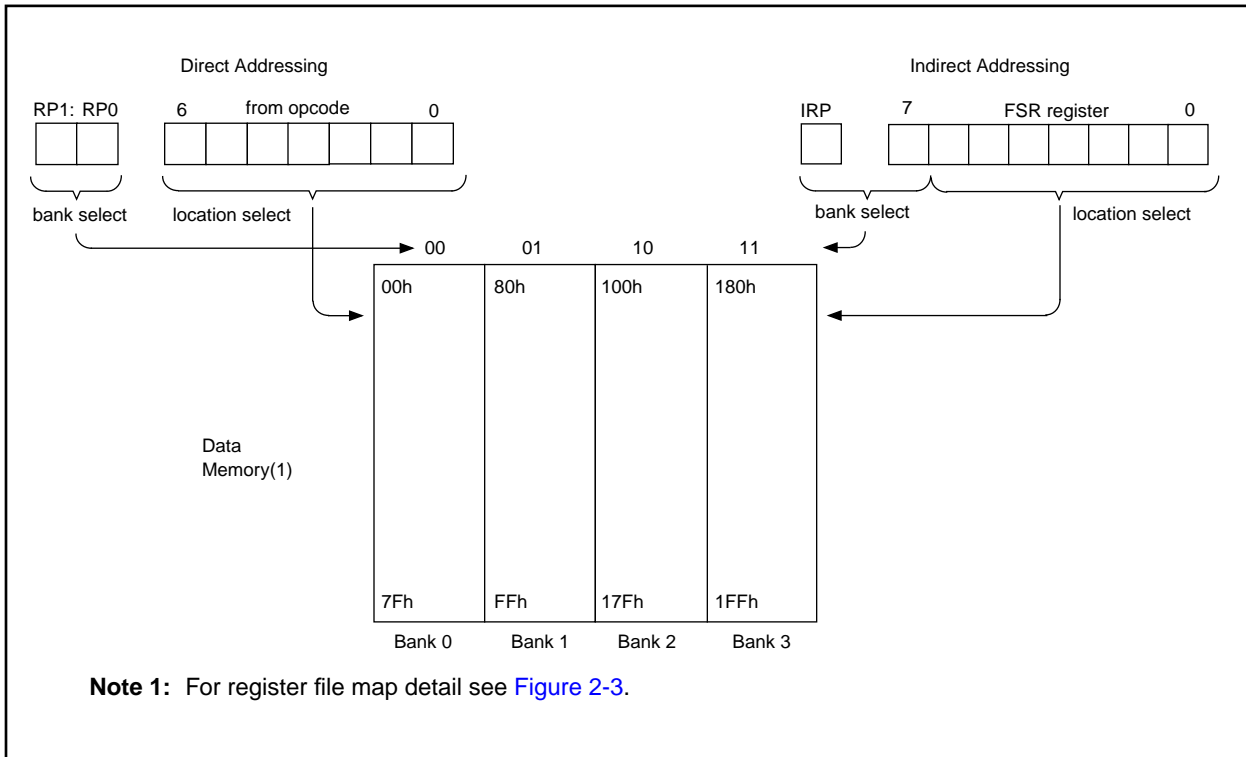 Direct Addressing
Indirect Addressing
RP1: RP0
6 from opcode 0
IRP
7 FSR register 0
bank select
location select
bank select
location select
00 01 10 11
00h 80h 100h 180h
Data
Memory(1)
7Fh FFh 17Fh 1FFh
Bank 0 Bank 1 Bank 2 Bank 3
Note 1: For register file map detail see Figure 2-3.